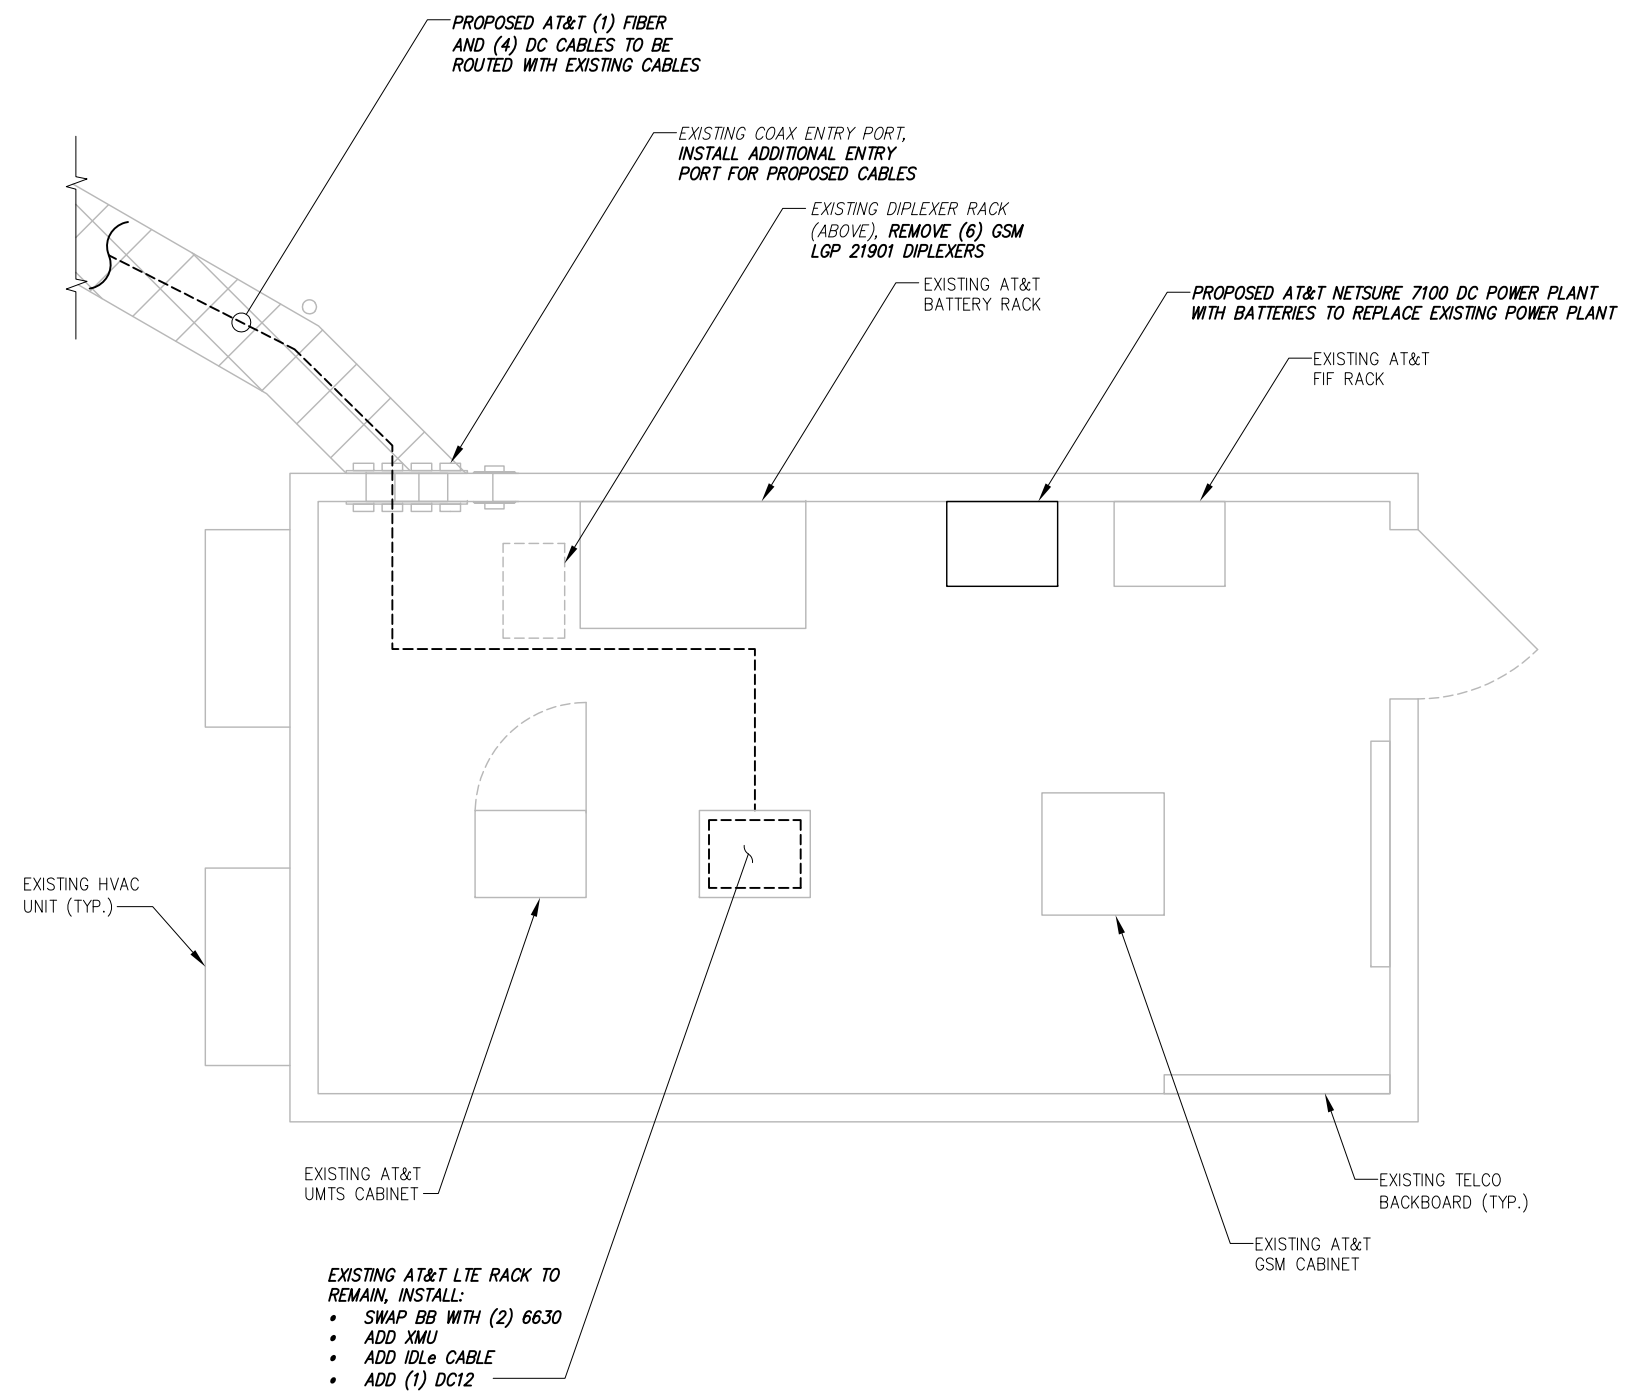 PROPOSED AT&T (1) FIBER
AND (4) DC CABLES TO BE
ROUTED WITH EXISTING CABLES
EXISTING COAX ENTRY PORT,
INSTALL ADDITIONAL ENTRY
PORT FOR PROPOSED CABLES
EXISTING DIPLEXER RACK
(ABOVE), REMOVE (6) GSM
LGP 21901 DIPLEXERS
EXISTING AT&T
BATTERY RACK
PROPOSED AT&T NETSURE 7100 DC POWER PLANT
WITH BATTERIES TO REPLACE EXISTING POWER PLANT
EXISTING AT&T
FIF RACK
EXISTING HVAC
UNIT (TYP.)
EXISTING AT&T
UMTS CABINET
EXISTING TELCO
BACKBOARD (TYP.)
EXISTING AT&T
GSM CABINET
EXISTING AT&T LTE RACK TO
REMAIN, INSTALL:
• SWAP BB WITH (2) 6630
• ADD XMU
• ADD IDLe CABLE
• ADD (1) DC12